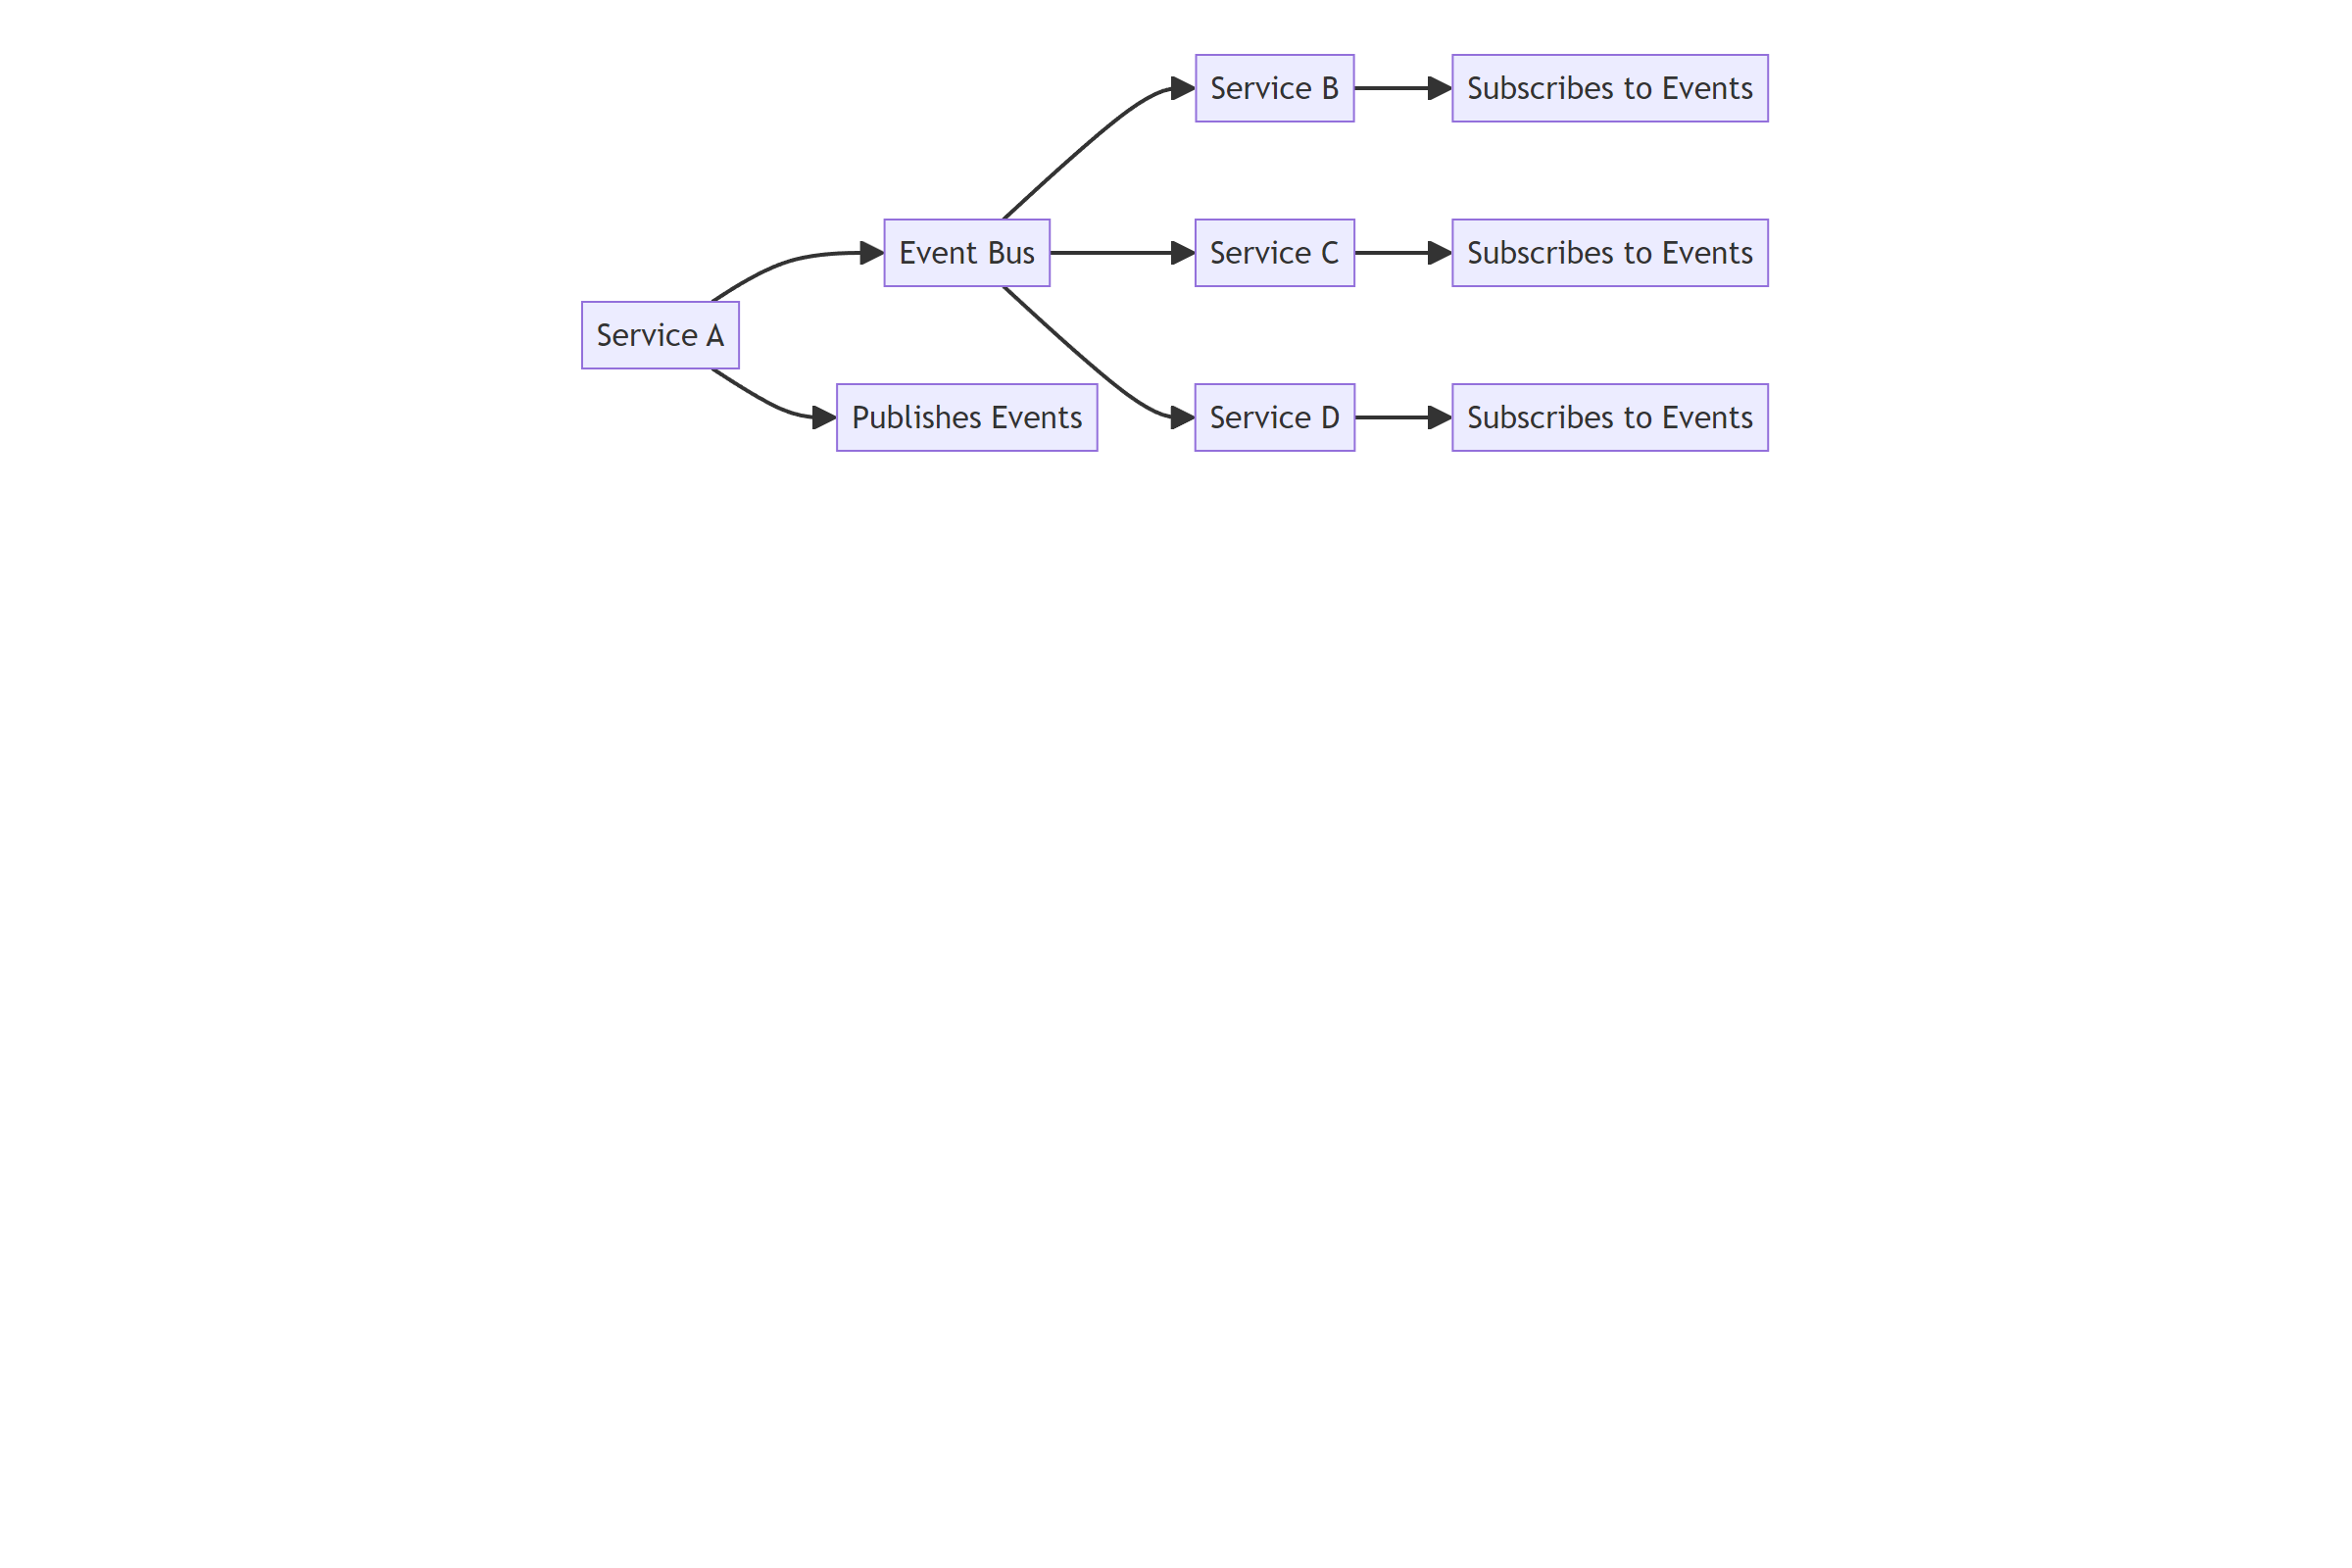 Service B
Subscribes to Events
Event Bus
Service C
Subscribes to Events
Service A
Publishes Events
Service D
Subscribes to Events